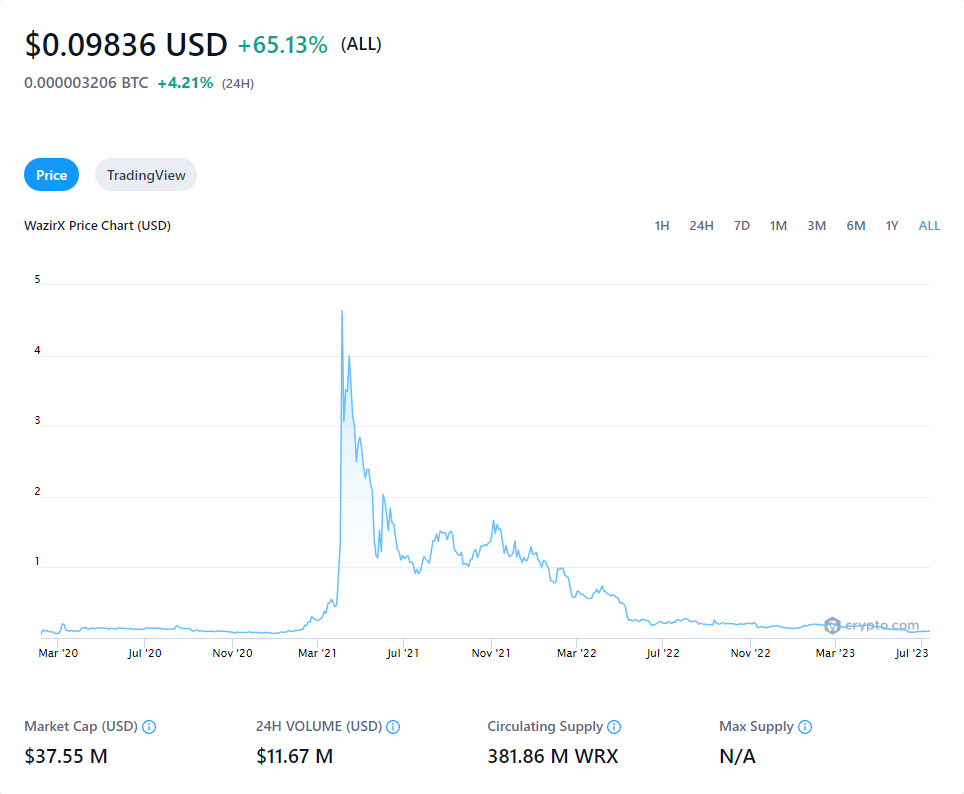 $0.09836 USD +65.13% (ALL)
0.000003206 BTC +4.21% (24H)
Price TradingView
WazirX Price Chart (USD) 1H 24H 7D 1M 3M 6M 1Y ALL
5
4
3
2
1
crypto.com
Mar '20 Jul '20 Nov '20 Mar '21 Jul '21 Nov '21 Mar '22 Jul '22 Nov '22 Mar '23 Jul '23
Market Cap (USD) 24H VOLUME (USD) Circulating Supply Max Supply
$37.55 M $11.67 M 381.86 M WRX N/A